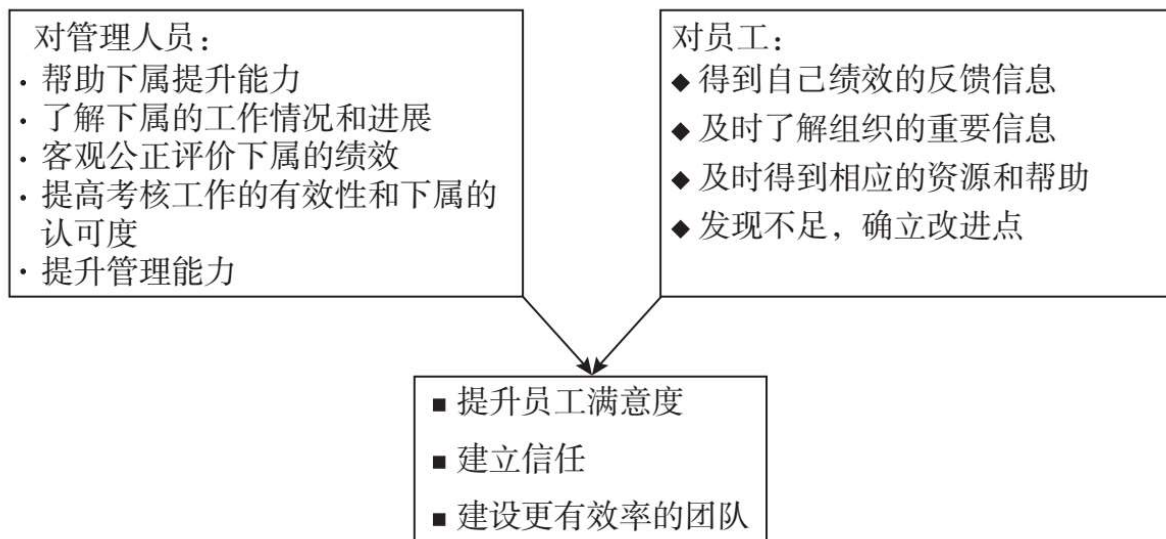 对管理人员：
· 帮助下属提升能力
· 了解下属的工作情况和进展
· 客观公正评价下属的绩效
· 提高考核工作的有效性和下属的
认可度
· 提升管理能力
对员工：
◆ 得到自己绩效的反馈信息
◆ 及时了解组织的重要信息
◆ 及时得到相应的资源和帮助
◆ 发现不足，确立改进点
■ 提升员工满意度
■ 建立信任
■ 建设更有效率的团队